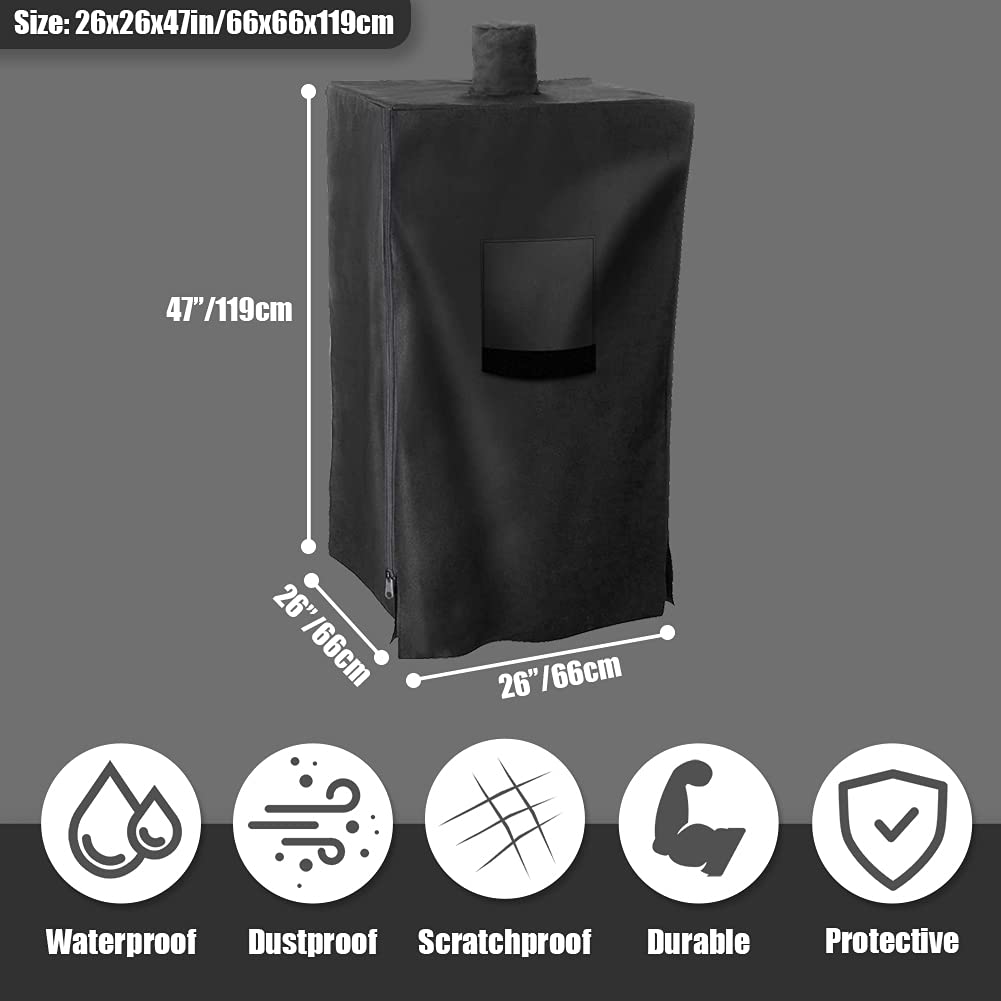 Size: 26x26x47in/66x66x119cm
47”/119cm
26”/66cm
26”/66cm
Waterproof
Dustproof
Scratchproof
Durable
Protective